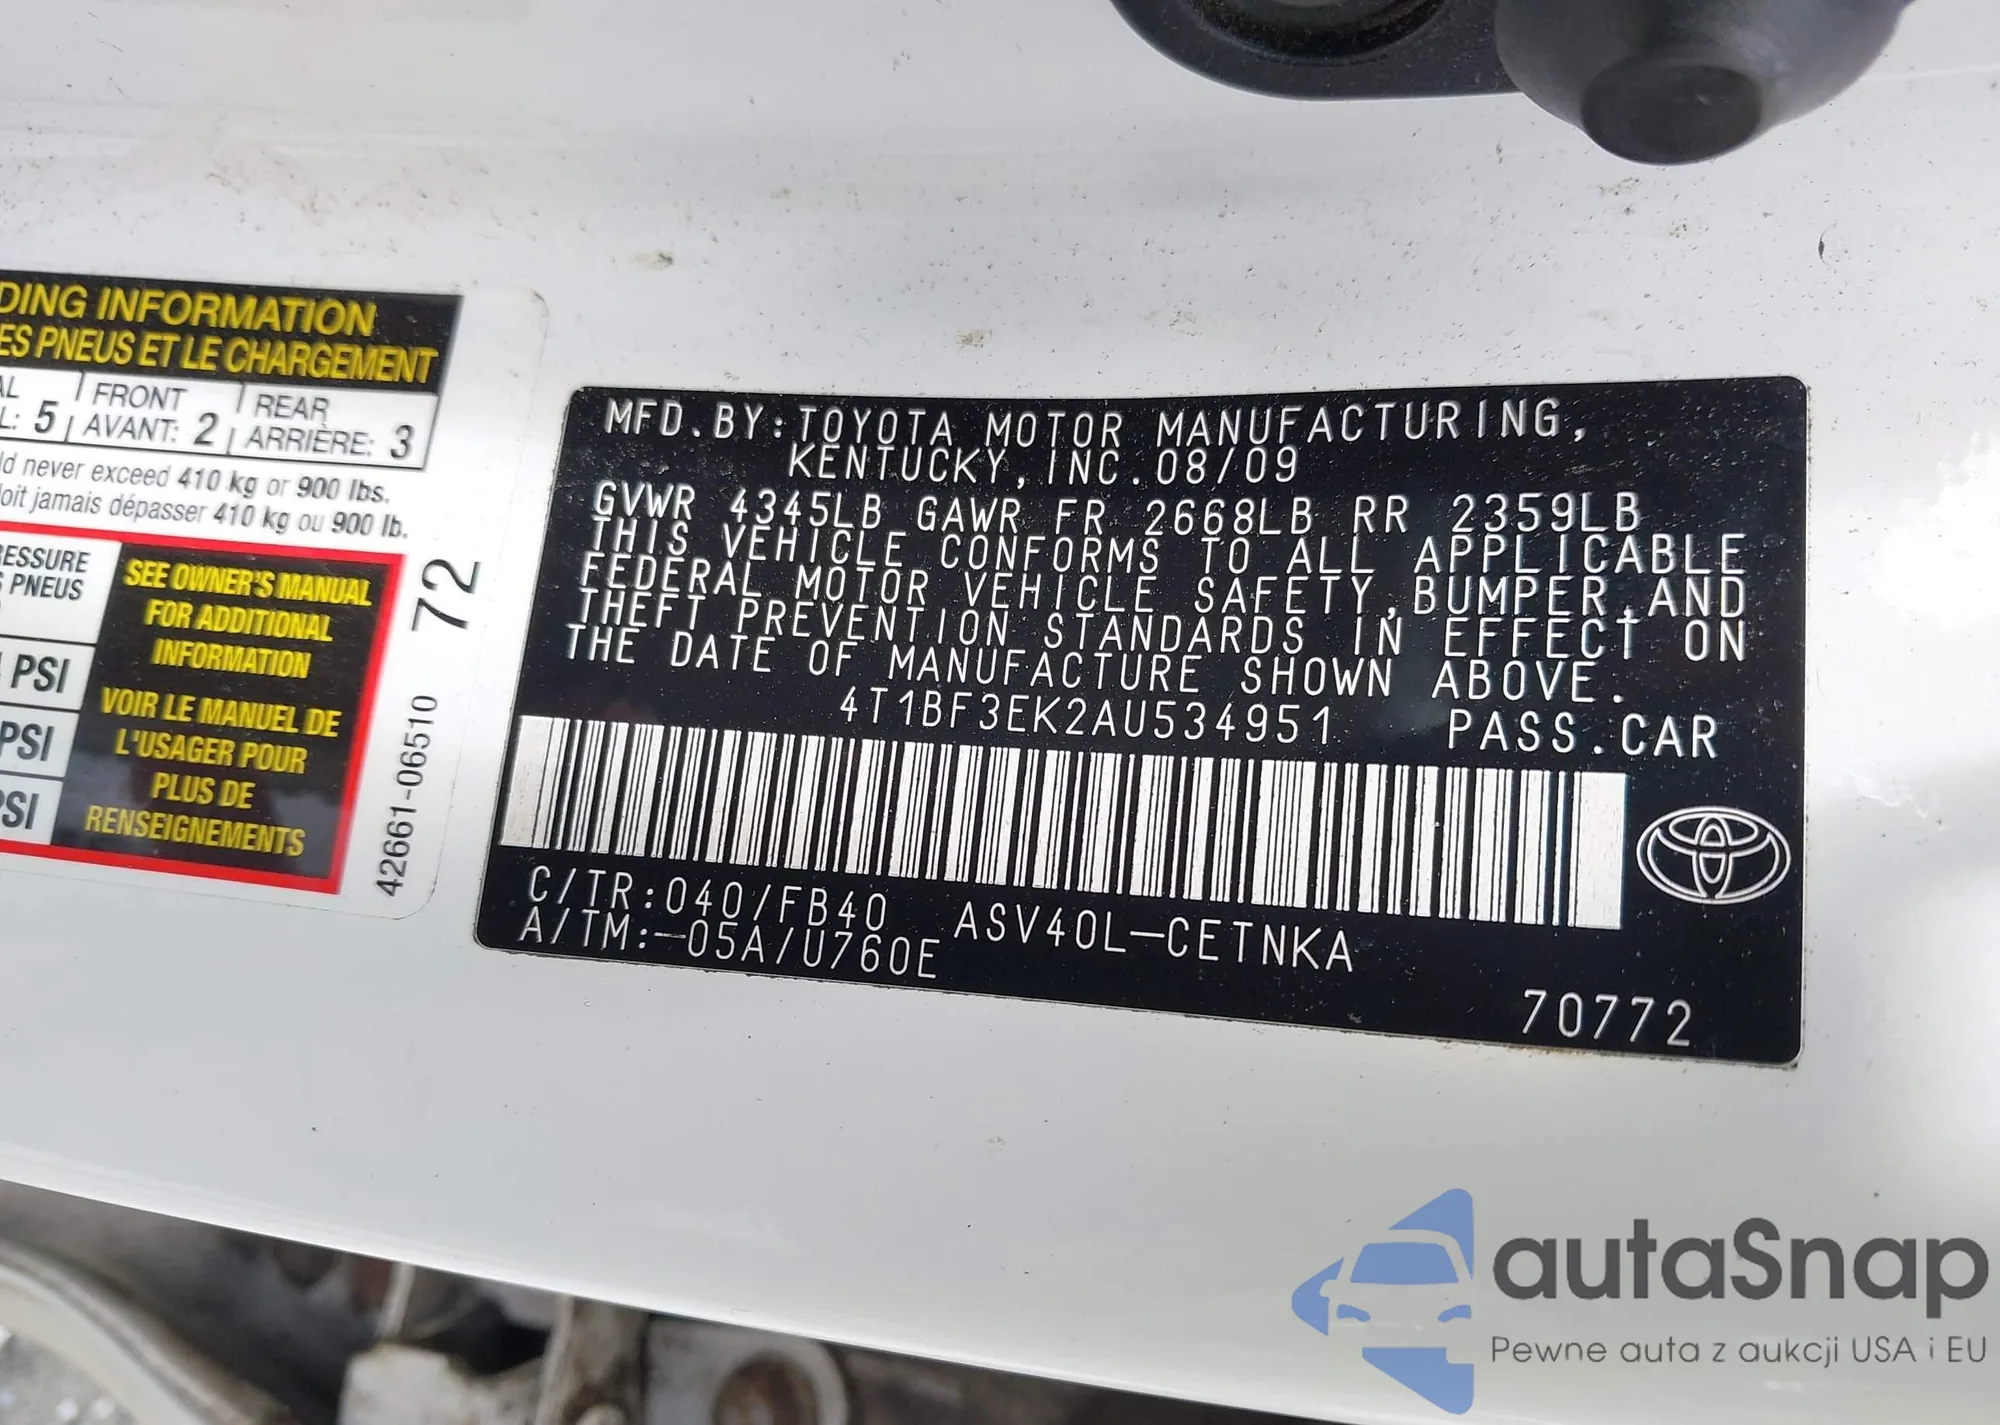 DING INFORMATION
ES PNEUS ET LE CHARGEMENT
AL FRONT REAR
L: 5 AVANT: 2 ARRIÈRE: 3
ld never exceed 410 kg or 900 lbs.
oit jamais dépasser 410 kg ou 900 lb.
ESSURE
PNEUS
PSI
PSI
PSI
SEE OWNER'S MANUAL
FOR ADDITIONAL
INFORMATION
VOIR LE MANUEL DE
L'USAGER POUR
PLUS DE
RENSEIGNEMENTS
72
42661-06510
MFD. BY: TOYOTA MOTOR MANUFACTURING,
KENTUCKY, INC. 08/09
GVWR 4345LB GAWR FR 2668LB RR 2359LB
THIS VEHICLE CONFORMS TO ALL APPLICABLE
FEDERAL MOTOR VEHICLE SAFETY, BUMPER, AND
THEFT PREVENTION STANDARDS IN EFFECT ON
THE DATE OF MANUFACTURE SHOWN ABOVE.
4T1BF3EK2AU534951 PASS. CAR
C/TR: 040/FB40 ASV40L-CETNKA
A/TM: -05A/U760E
70772
autaSnap
Pewne auta z aukcji USA i EU